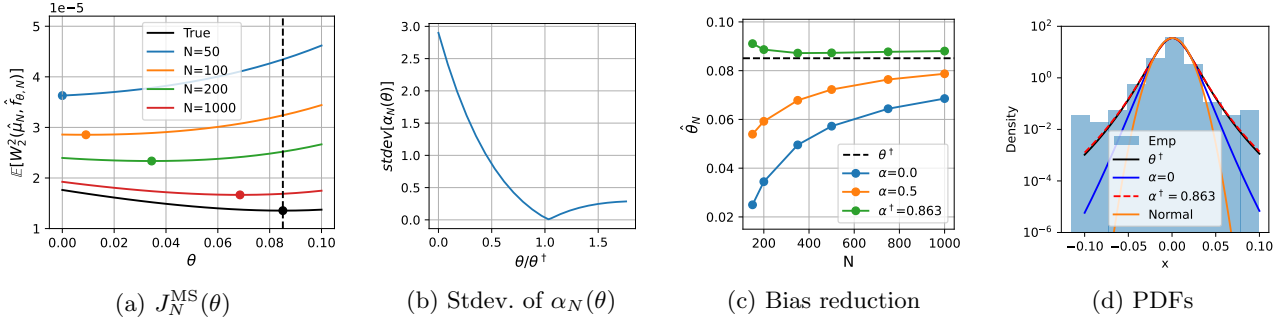 1e−5
5
4
3
2
1
𝔼[W₂²(μ̂_N, f̂_{θ,N})]
True
N=50
N=100
N=200
N=1000
0.00 0.02 0.04 0.06 0.08 0.10
θ
(a) J_N^{MS}(θ)
3.0
2.5
2.0
1.5
1.0
0.5
0.0
stdev[α_N(θ)]
0.0 0.5 1.0 1.5
θ/θ†
(b) Stdev. of α_N(θ)
0.10
0.08
0.06
0.04
0.02
θ̂_N
θ†
α=0.0
α=0.5
α†=0.863
200 400 600 800 1000
N
(c) Bias reduction
10²
10⁰
10⁻²
10⁻⁴
10⁻⁶
Density
Emp
θ†
α=0
α†=0.863
Normal
−0.10 −0.05 0.00 0.05 0.10
x
(d) PDFs